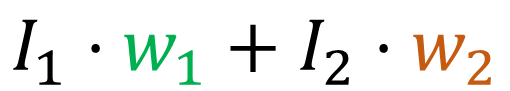 I₁ · w₁ + I₂ · w₂